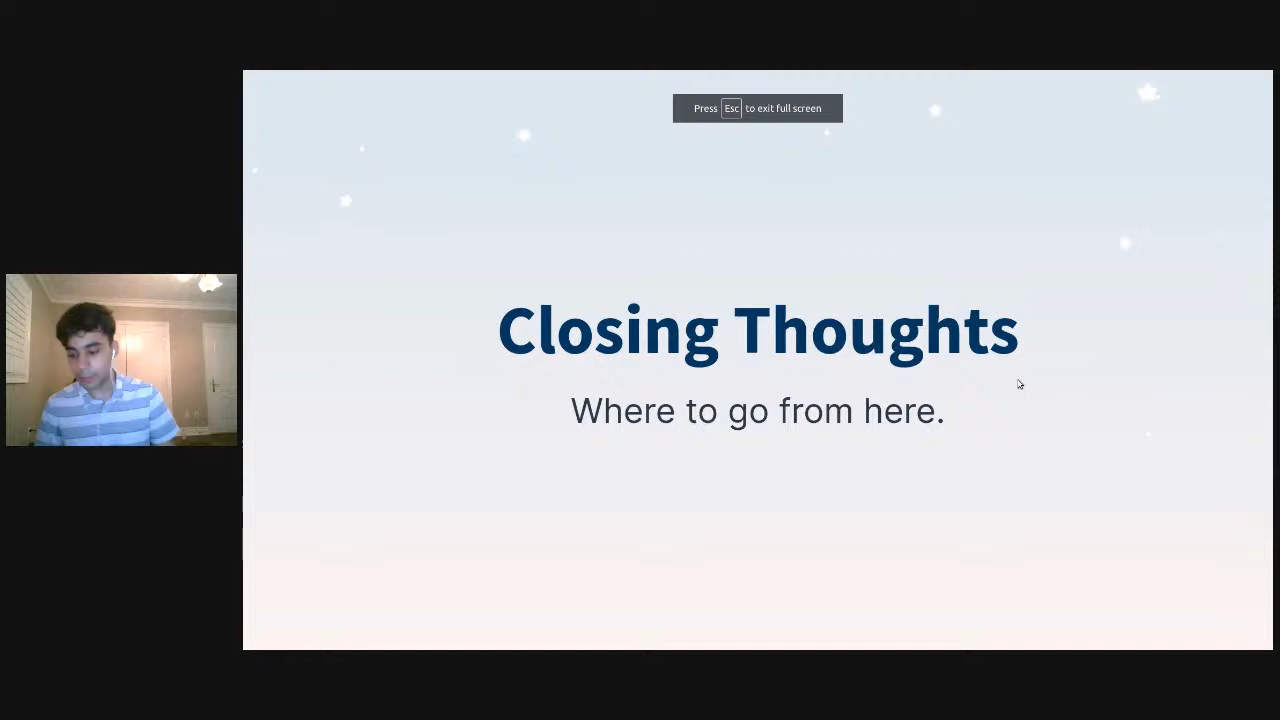 Press Esc to exit full screen
Closing Thoughts
Where to go from here.